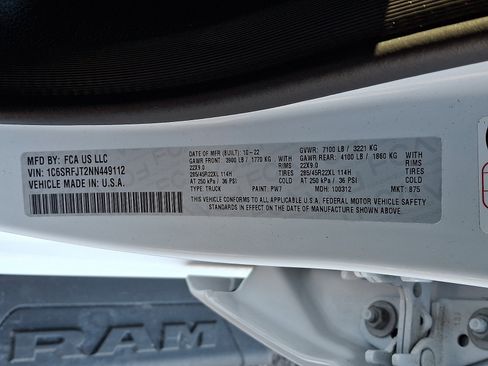 MFD BY: FCA US LLC
VIN: 1C6SRFJT2NN449112
VEHICLE MADE IN: U.S.A.
DATE OF MFR (BUILT): 10-22
GVWR: 7100 LB / 3221 KG
GAWR FRONT: 3900 LB / 1770 KG WITH
GAWR REAR: 4100 LB / 1860 KG WITH
22X9.0 RIMS
22X9.0 RIMS
285/45R22XL 114H TIRES
285/45R22XL 114H TIRES
AT 250 kPa / 36 PSI COLD
AT 250 kPa / 36 PSI COLD
TYPE: TRUCK PAINT: PW7 MDH: 100312 MKT: 875
THIS VEHICLE CONFORMS TO ALL APPLICABLE U.S.A. FEDERAL MOTOR VEHICLE SAFETY
STANDARDS IN EFFECT ON THE DATE OF MANUFACTURE SHOWN ABOVE
RAM